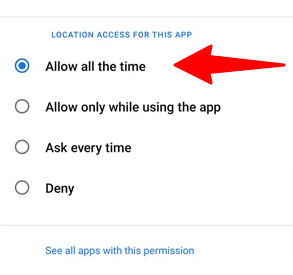 LOCATION ACCESS FOR THIS APP
Allow all the time
Allow only while using the app
Ask every time
Deny
See all apps with this permission